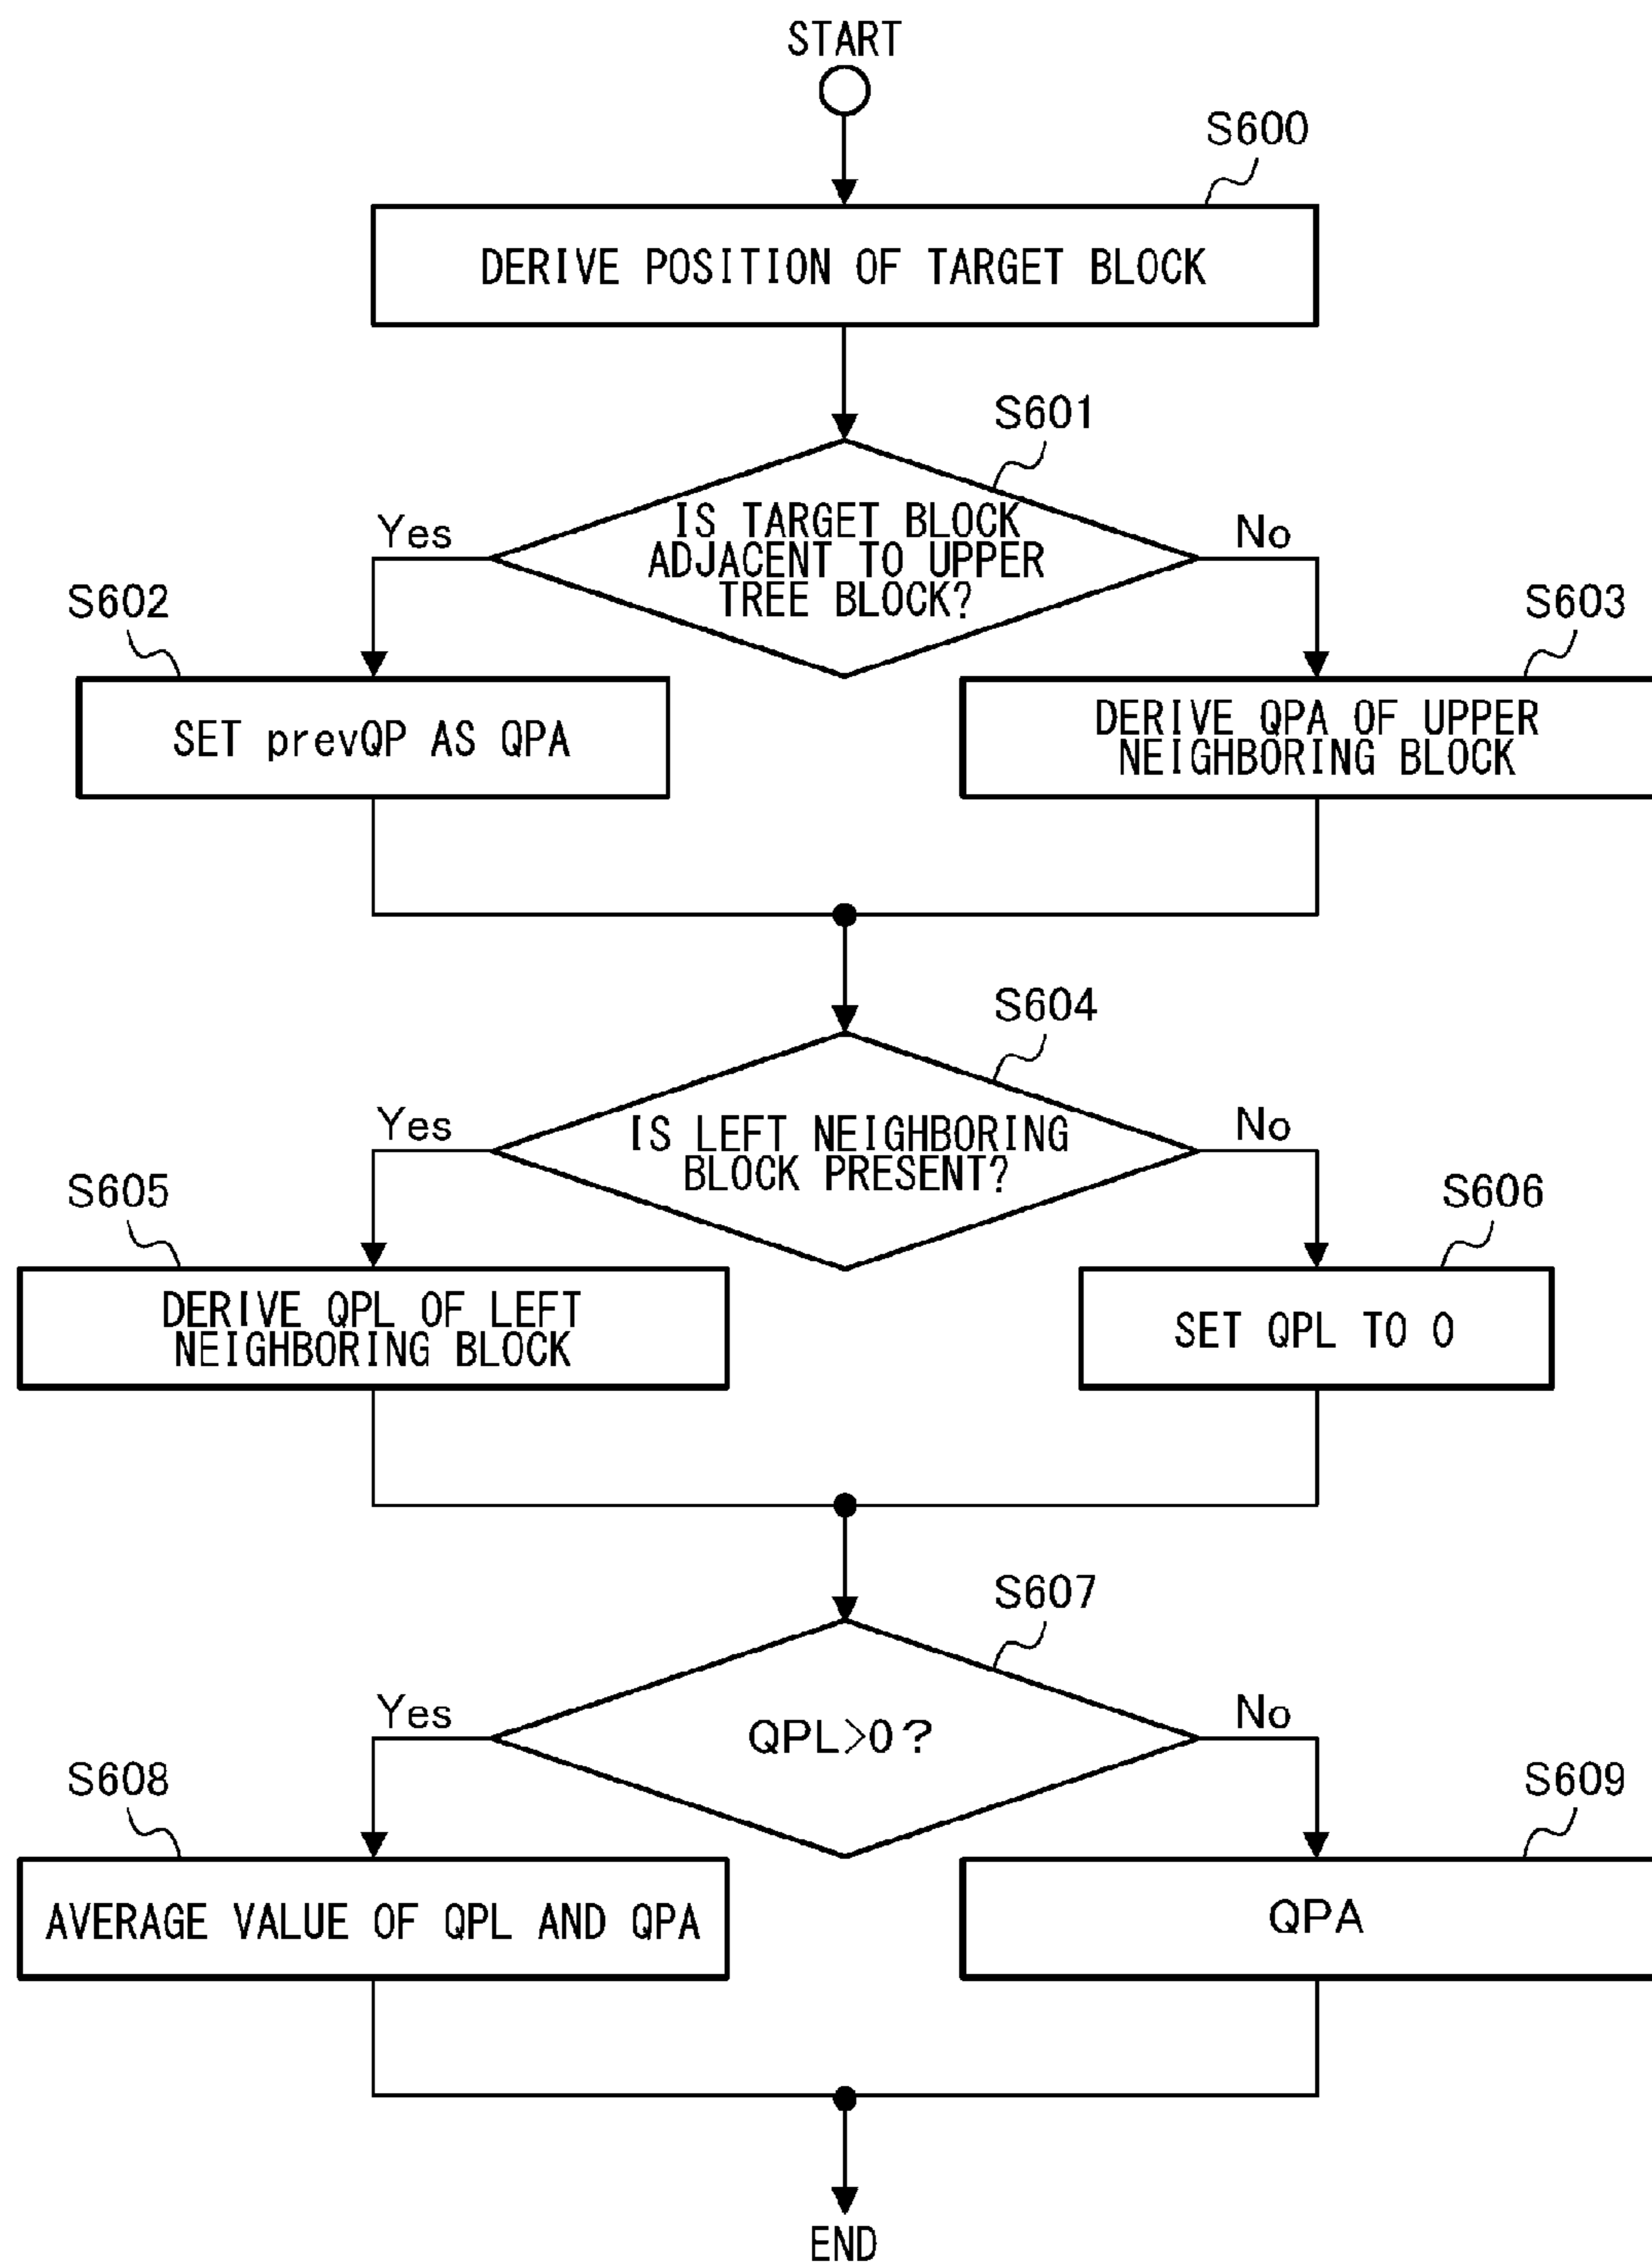 START
S600
DERIVE POSITION OF TARGET BLOCK
S601
IS TARGET BLOCK
ADJACENT TO UPPER
TREE BLOCK?
Yes
No
S602
S603
SET prevQP AS QPA
DERIVE QPA OF UPPER
NEIGHBORING BLOCK
S604
IS LEFT NEIGHBORING
BLOCK PRESENT?
Yes
No
S605
S606
DERIVE QPL OF LEFT
NEIGHBORING BLOCK
SET QPL TO 0
S607
QPL>0?
Yes
No
S608
S609
AVERAGE VALUE OF QPL AND QPA
QPA
END